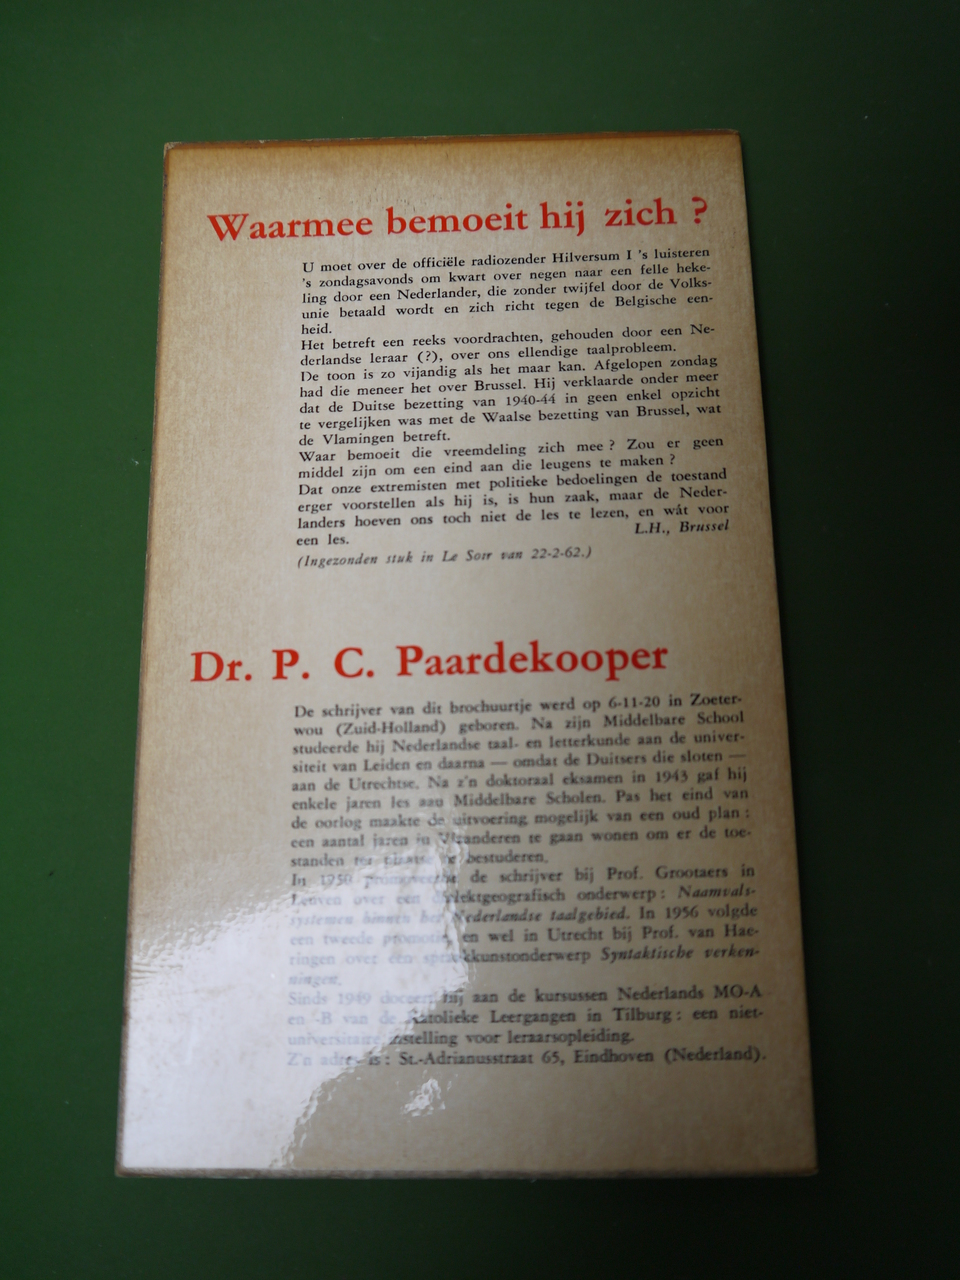 Waarmee bemoeit hij zich ?
U moet over de officiële radiozender Hilversum I 's luisteren
's zondagsavonds om kwart over negen naar een felle heke-
ling door een Nederlander, die zonder twijfel door de Volks-
unie betaald wordt en zich richt tegen de Belgische een-
heid.
Het betreft een reeks voordrachten, gehouden door een Ne-
derlandse leraar (?), over ons ellendige taalprobleem.
De toon is zo vijandig als het maar kan. Afgelopen zondag
had die meneer het over Brussel. Hij verklaarde onder meer
dat de Duitse bezetting van 1940-44 in geen enkel opzicht
te vergelijken was met de Waalse bezetting van Brussel, wat
de Vlamingen betreft.
Waar bemoeit die vreemdeling zich mee ? Zou er geen
middel zijn om een eind aan die leugens te maken ?
Dat onze extremisten met politieke bedoelingen de toestand
erger voorstellen als hij is, is hun zaak, maar de Neder-
landers hoeven ons toch niet de les te lezen, en wát voor
een les.
L.H., Brussel
(Ingezonden stuk in Le Soir van 22-2-62.)
Dr. P. C. Paardekooper
De schrijver van dit brochuurtje werd op 6-11-20 in Zoeter-
wou (Zuid-Holland) geboren. Na zijn Middelbare School
studeerde hij Nederlandse taal- en letterkunde aan de univer-
siteit van Leiden en daarna — omdat de Duitsers die sloten —
aan de Utrechtse. Na z'n doktoraal eksamen in 1943 gaf hij
enkele jaren les aan Middelbare Scholen. Pas het eind van
de oorlog maakte de uitvoering mogelijk van een oud plan :
een aantal jaren in Vlaanderen te gaan wonen om er de toe-
standen ter plaatse te bestuderen.
In 1950 promoveerde de schrijver bij Prof. Grootaers in
Leuven over een dialektgeografisch onderwerp : Naamvals-
systemen binnen het Nederlandse taalgebied. In 1956 volgde
een tweede promotie, en wel in Utrecht bij Prof. van Hae-
ringen over een spraakkunstonderwerp Syntaktische verken-
ningen.
Sinds 1949 doceert hij aan de kursussen Nederlands MO-A
en -B van de Katolieke Leergangen in Tilburg : een niet-
universitaire instelling voor leraarsopleiding.
Z'n adres is : St.-Adrianusstraat 65, Eindhoven (Nederland).